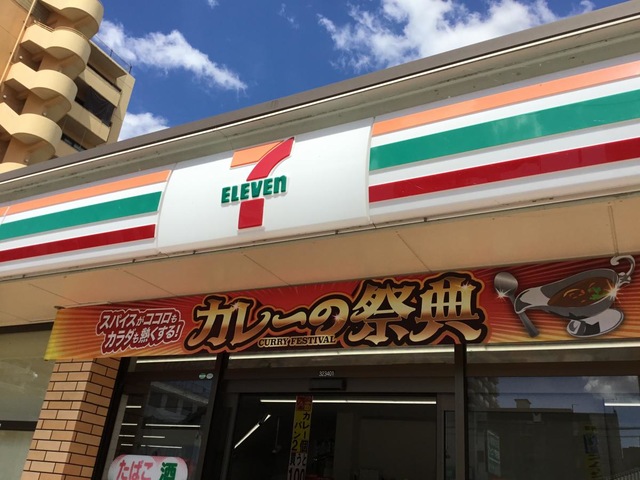 7
ELEVEn
スパイスがココロも
カラダも熱くする!
カレーの祭典
CURRY FESTIVAL
323401
たばこ 酒